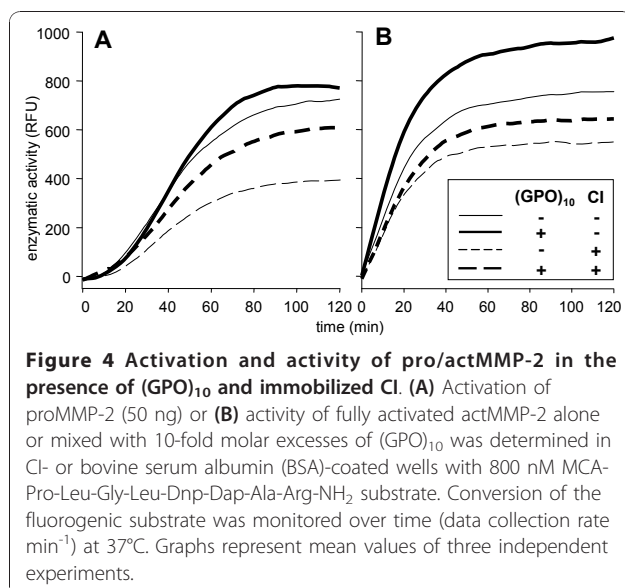 A
B
enzymatic activity (RFU)
1000
800
600
400
200
0
0 20 40 60 80 100 120
0 20 40 60 80 100 120
time (min)
(GPO)10 CI
- -
+ -
- +
+ +
Figure 4 Activation and activity of pro/actMMP-2 in the
presence of (GPO)10 and immobilized CI. (A) Activation of
proMMP-2 (50 ng) or (B) activity of fully activated actMMP-2 alone
or mixed with 10-fold molar excesses of (GPO)10 was determined in
CI- or bovine serum albumin (BSA)-coated wells with 800 nM MCA-
Pro-Leu-Gly-Leu-Dnp-Dap-Ala-Arg-NH2 substrate. Conversion of the
fluorogenic substrate was monitored over time (data collection rate
min-1) at 37°C. Graphs represent mean values of three independent
experiments.